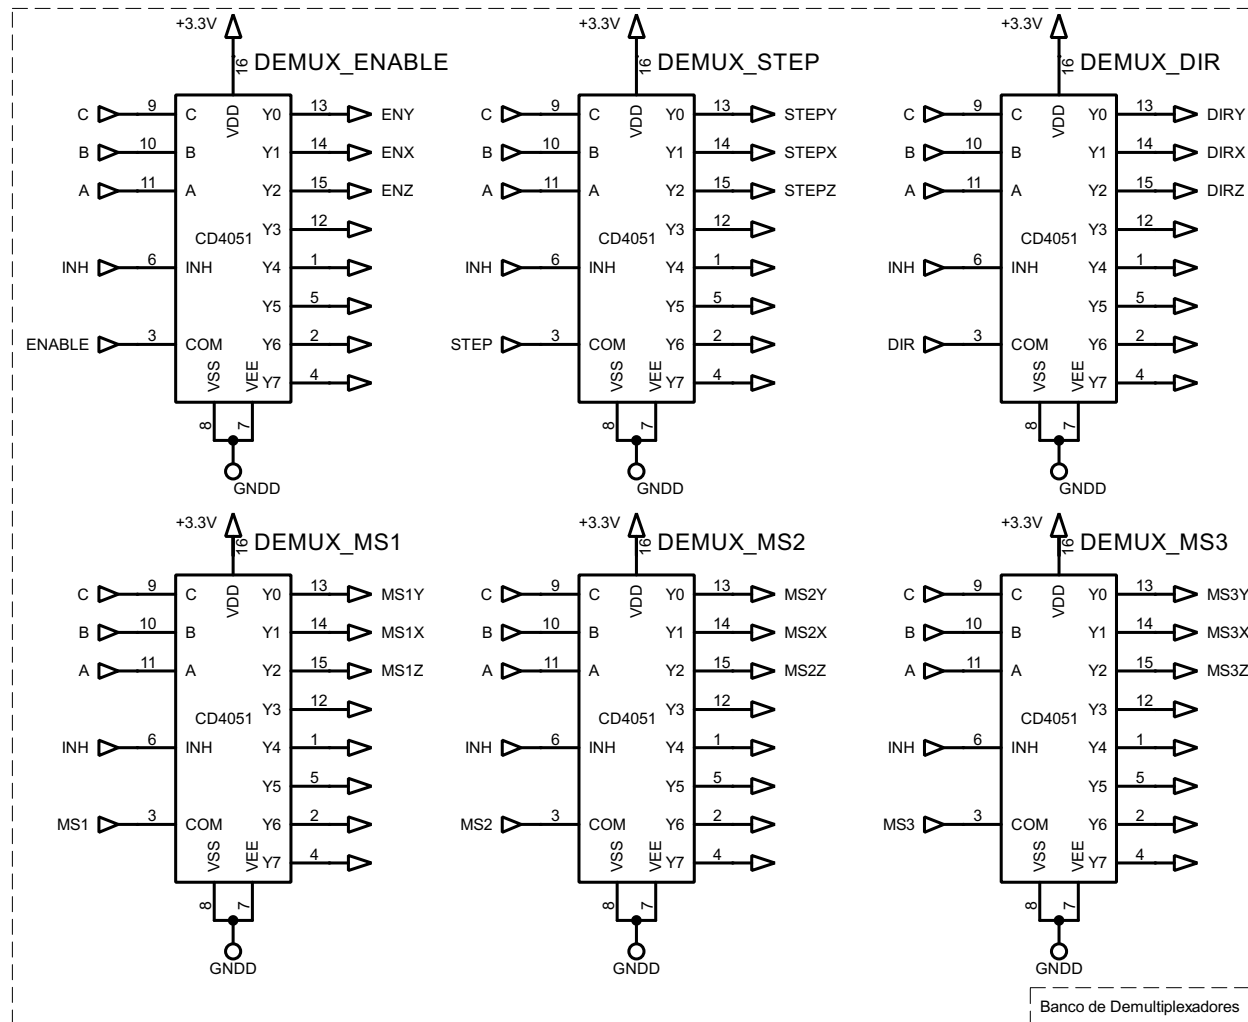 +3.3V
16
DEMUX_ENABLE
C 9 C VDD Y0 13 ENY
B 10 B Y1 14 ENX
A 11 A Y2 15 ENZ
Y3 12
CD4051
INH 6 INH Y4 1
Y5 5
ENABLE 3 COM Y6 2
VSS VEE Y7 4
8 7
GNDD
+3.3V
16
DEMUX_STEP
C 9 C VDD Y0 13 STEPY
B 10 B Y1 14 STEPX
A 11 A Y2 15 STEPZ
Y3 12
CD4051
INH 6 INH Y4 1
Y5 5
STEP 3 COM Y6 2
VSS VEE Y7 4
8 7
GNDD
+3.3V
16
DEMUX_DIR
C 9 C VDD Y0 13 DIRY
B 10 B Y1 14 DIRX
A 11 A Y2 15 DIRZ
Y3 12
CD4051
INH 6 INH Y4 1
Y5 5
DIR 3 COM Y6 2
VSS VEE Y7 4
8 7
GNDD
+3.3V
16
DEMUX_MS1
C 9 C VDD Y0 13 MS1Y
B 10 B Y1 14 MS1X
A 11 A Y2 15 MS1Z
Y3 12
CD4051
INH 6 INH Y4 1
Y5 5
MS1 3 COM Y6 2
VSS VEE Y7 4
8 7
GNDD
+3.3V
16
DEMUX_MS2
C 9 C VDD Y0 13 MS2Y
B 10 B Y1 14 MS2X
A 11 A Y2 15 MS2Z
Y3 12
CD4051
INH 6 INH Y4 1
Y5 5
MS2 3 COM Y6 2
VSS VEE Y7 4
8 7
GNDD
+3.3V
16
DEMUX_MS3
C 9 C VDD Y0 13 MS3Y
B 10 B Y1 14 MS3X
A 11 A Y2 15 MS3Z
Y3 12
CD4051
INH 6 INH Y4 1
Y5 5
MS3 3 COM Y6 2
VSS VEE Y7 4
8 7
GNDD
Banco de Demultiplexadores